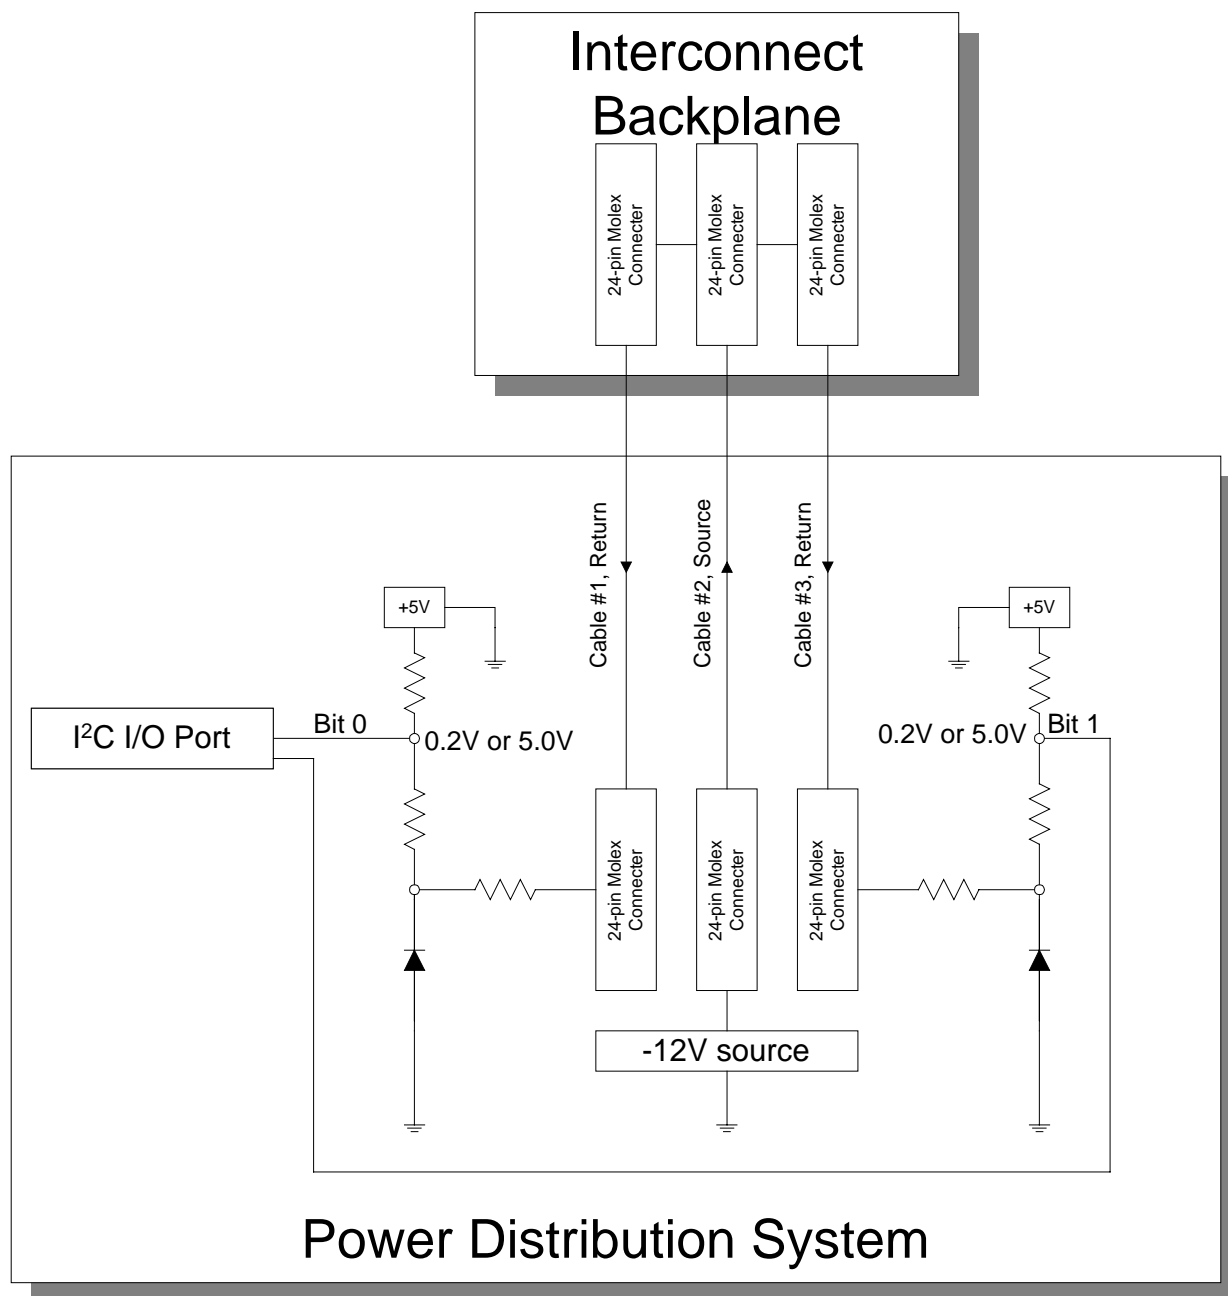 Interconnect
Backplane
24-pin Molex
Connecter
24-pin Molex
Connecter
24-pin Molex
Connecter
Cable #1, Return
Cable #2, Source
Cable #3, Return
+5V
+5V
I²C I/O Port
Bit 0
0.2V or 5.0V
0.2V or 5.0V
Bit 1
24-pin Molex
Connecter
24-pin Molex
Connecter
24-pin Molex
Connecter
-12V source
Power Distribution System